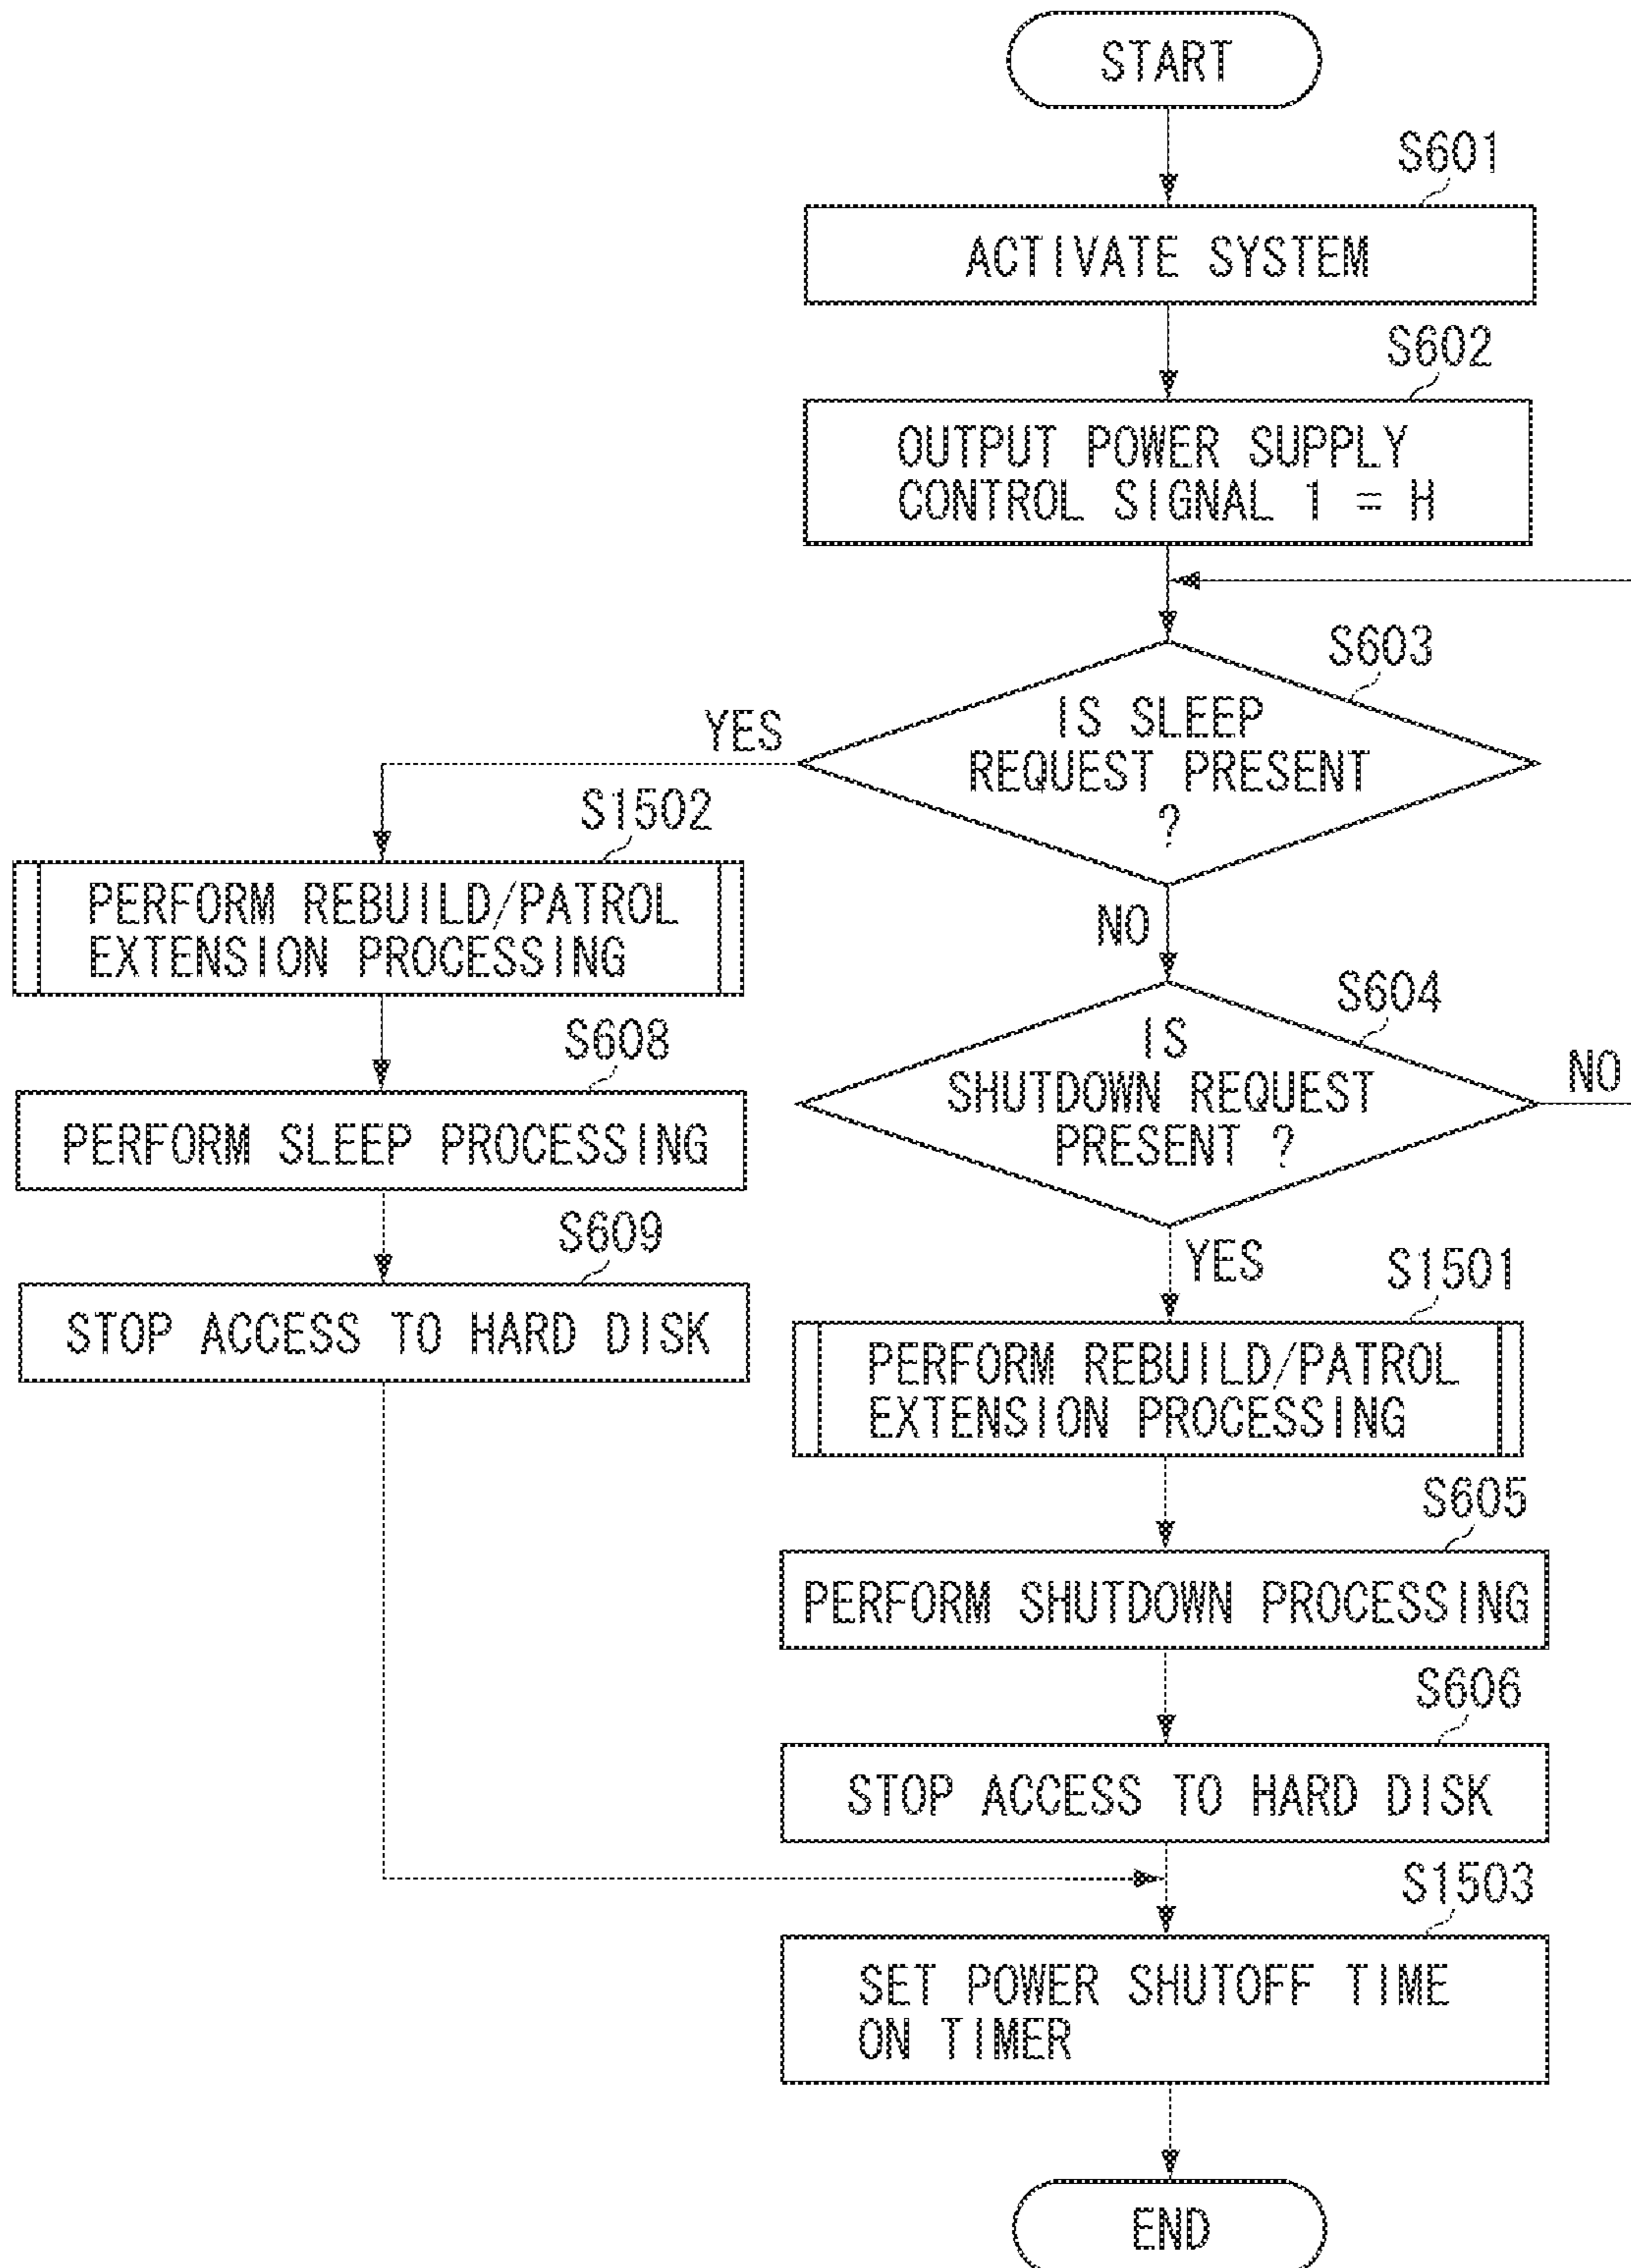 START
S601
ACTIVATE SYSTEM
S602
OUTPUT POWER SUPPLY
CONTROL SIGNAL 1 = H
S603
IS SLEEP
REQUEST PRESENT
?
YES
NO
S1502
PERFORM REBUILD/PATROL
EXTENSION PROCESSING
S608
PERFORM SLEEP PROCESSING
S609
STOP ACCESS TO HARD DISK
S604
IS
SHUTDOWN REQUEST
PRESENT ?
NO
YES
S1501
PERFORM REBUILD/PATROL
EXTENSION PROCESSING
S605
PERFORM SHUTDOWN PROCESSING
S606
STOP ACCESS TO HARD DISK
S1503
SET POWER SHUTOFF TIME
ON TIMER
END